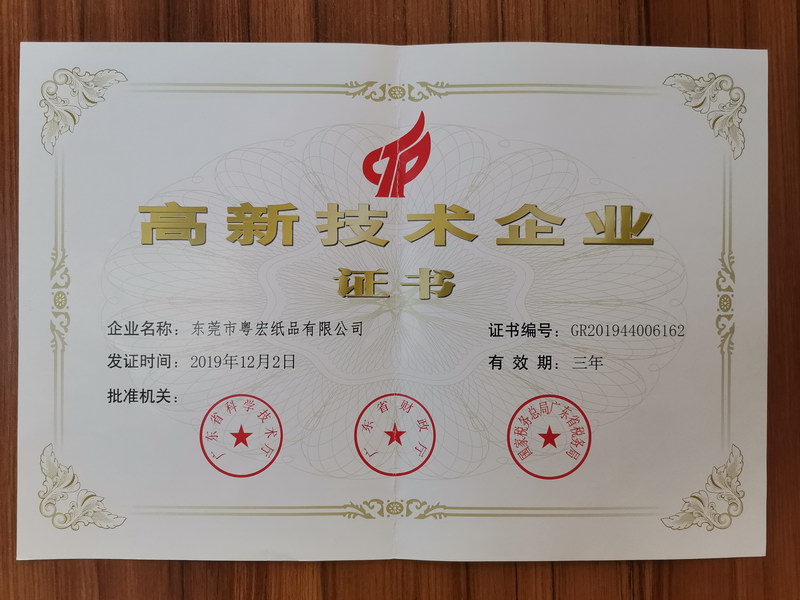 高新技术企业
证书
企业名称：东莞市粤宏纸品有限公司
证书编号：GR201944006162
发证时间：2019年12月2日
有 效 期：三年
批准机关：
广东省科学技术厅
广东省财政厅
国家税务总局广东省税务局